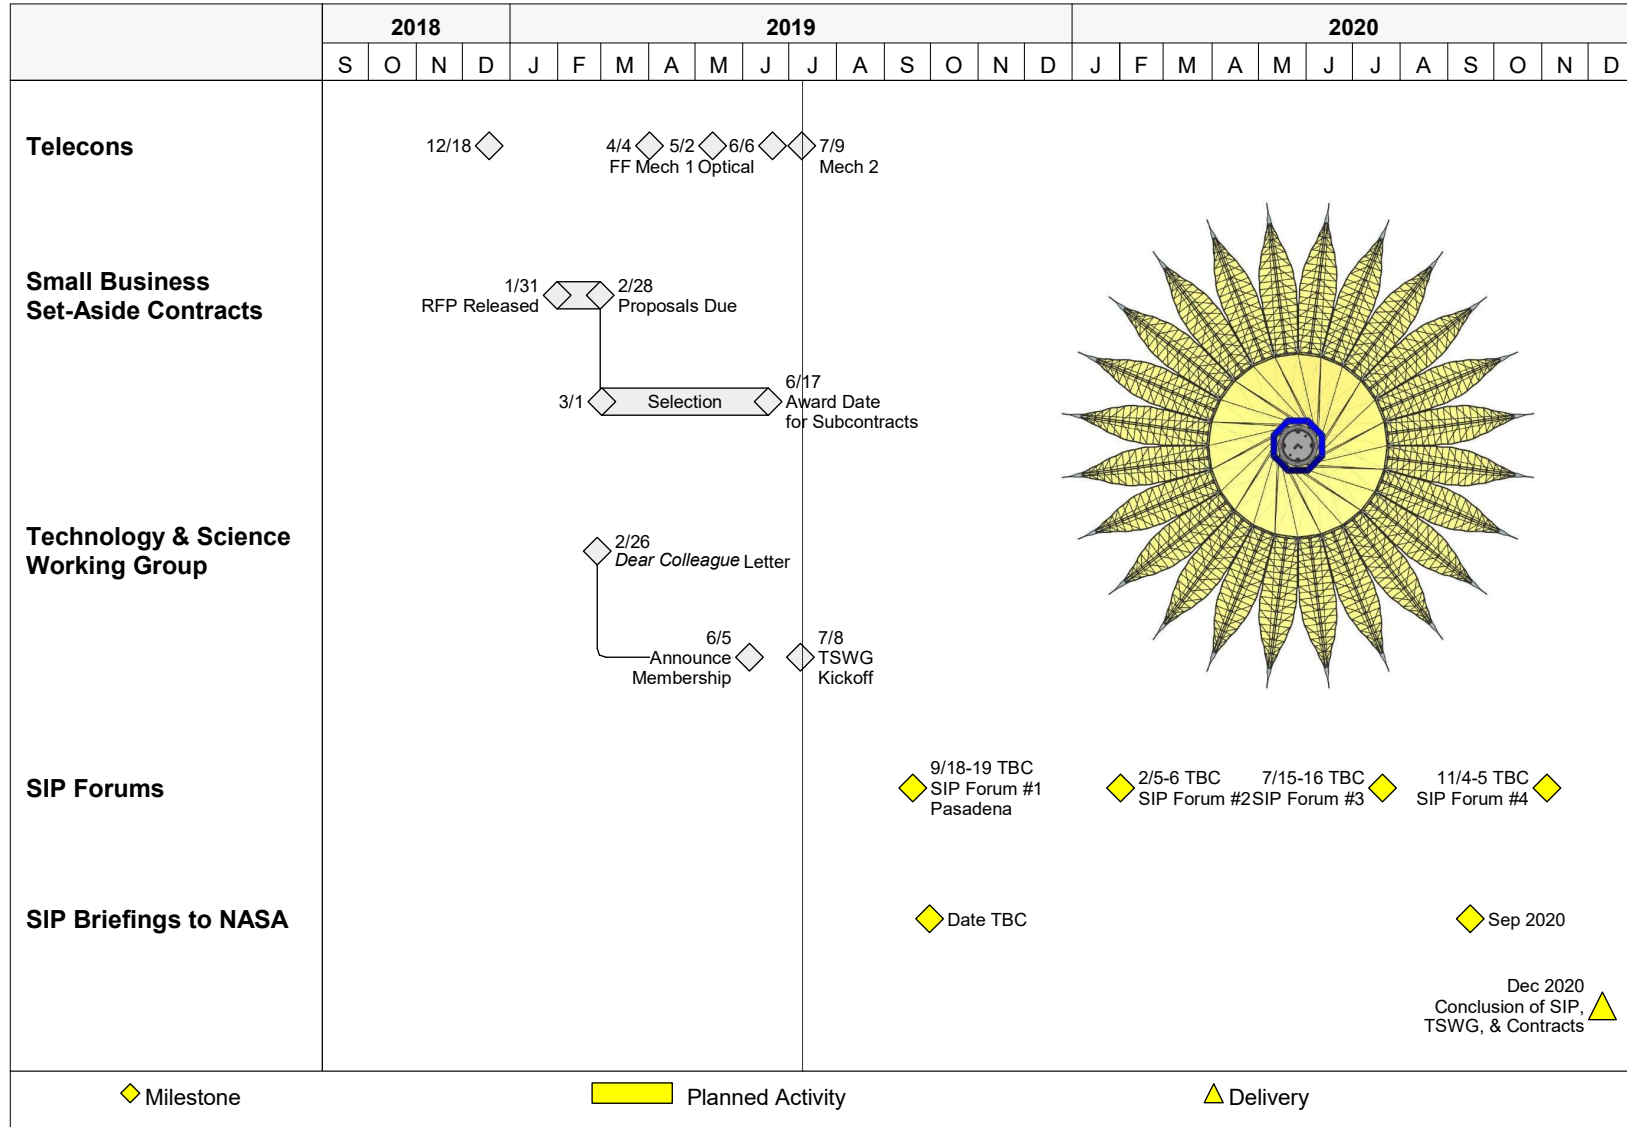 2018 2019 2020
S O N D J F M A M J J A S O N D J F M A M J J A S O N D
Telecons
12/18
4/4
FF
Mech 1
5/2
Optical
6/6
7/9
Mech 2
Small Business
Set-Aside Contracts
1/31
RFP Released
2/28
Proposals Due
3/1
Selection
6/17
Award Date
for Subcontracts
Technology & Science
Working Group
2/26
Dear Colleague Letter
6/5
Announce
Membership
7/8
TSWG
Kickoff
SIP Forums
9/18-19 TBC
SIP Forum #1
Pasadena
2/5-6 TBC
SIP Forum #2
7/15-16 TBC
SIP Forum #3
11/4-5 TBC
SIP Forum #4
SIP Briefings to NASA
Date TBC
Sep 2020
Dec 2020
Conclusion of SIP,
TSWG, & Contracts
Milestone
Planned Activity
Delivery